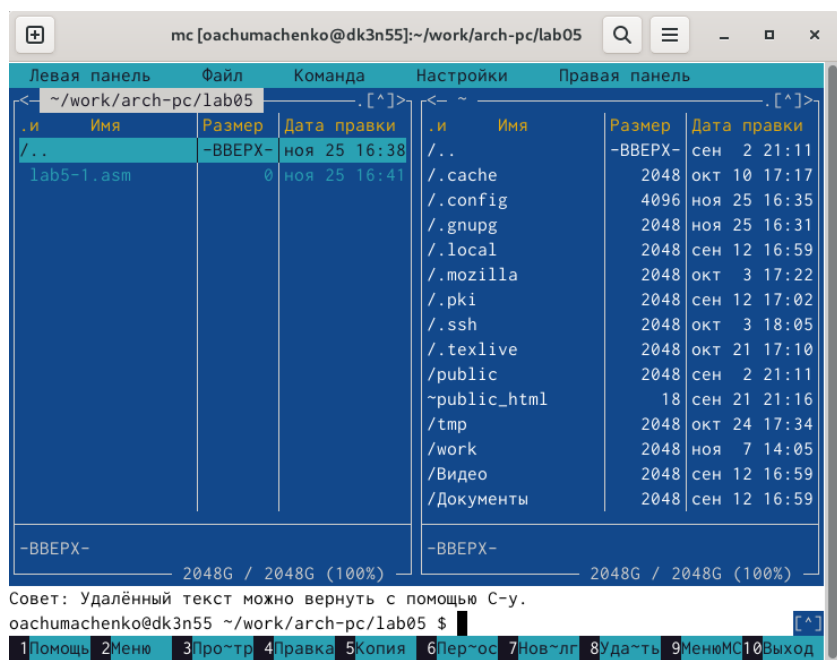 mc [oachumachenko@dk3n55]:~/work/arch-pc/lab05
Левая панель Файл Команда Настройки Правая панель
<— ~/work/arch-pc/lab05 .[^]>
.и Имя Размер Дата правки
/.. -ВВЕРХ- ноя 25 16:38
lab5-1.asm 0 ноя 25 16:41
-ВВЕРХ-
2048G / 2048G (100%)
<— ~ .[^]>
.и Имя Размер Дата правки
/.. -ВВЕРХ- сен 2 21:11
/.cache 2048 окт 10 17:17
/.config 4096 ноя 25 16:35
/.gnupg 2048 ноя 25 16:31
/.local 2048 сен 12 16:59
/.mozilla 2048 окт 3 17:22
/.pki 2048 сен 12 17:02
/.ssh 2048 окт 3 18:05
/.texlive 2048 окт 21 17:10
/public 2048 сен 2 21:11
~public_html 18 сен 21 21:16
/tmp 2048 окт 24 17:34
/work 2048 ноя 7 14:05
/Видео 2048 сен 12 16:59
/Документы 2048 сен 12 16:59
-ВВЕРХ-
2048G / 2048G (100%)
Совет: Удалённый текст можно вернуть с помощью C-y.
oachumachenko@dk3n55 ~/work/arch-pc/lab05 $ [^]
1Помощь 2Меню 3Про~тр 4Правка 5Копия 6Пер~ос 7Нов~лг 8Уда~ть 9МенюMC 10Выход